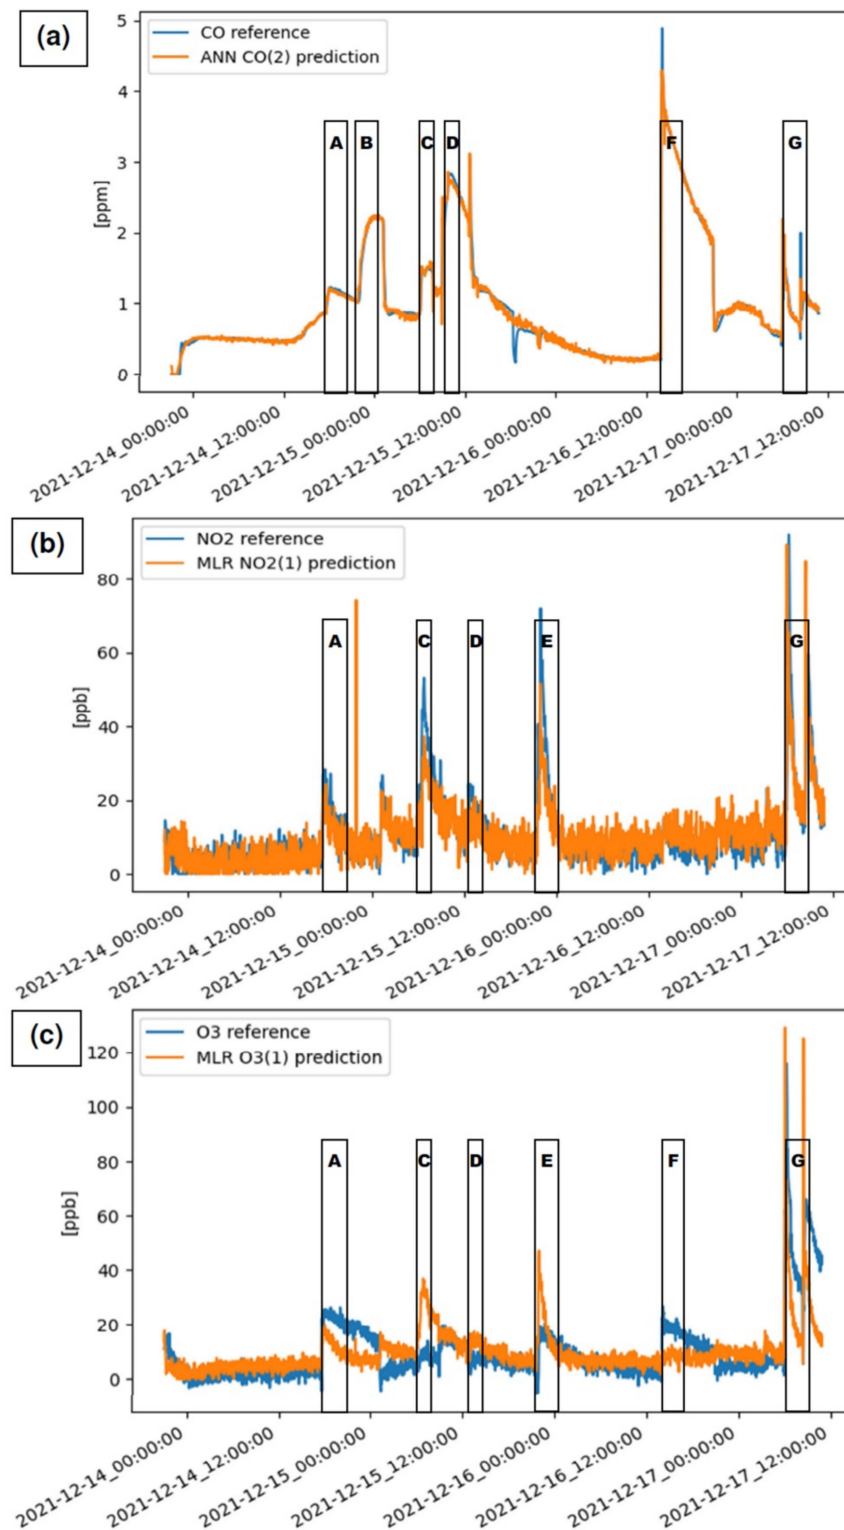 (a)
CO reference
ANN CO(2) prediction
5
4
3
2
1
0
[ppm]
A B C D F G
2021-12-14_00:00:00
2021-12-14_12:00:00
2021-12-15_00:00:00
2021-12-15_12:00:00
2021-12-16_00:00:00
2021-12-16_12:00:00
2021-12-17_00:00:00
2021-12-17_12:00:00
(b)
NO2 reference
MLR NO2(1) prediction
80
60
40
20
0
[ppb]
A C D E G
2021-12-14_00:00:00
2021-12-14_12:00:00
2021-12-15_00:00:00
2021-12-15_12:00:00
2021-12-16_00:00:00
2021-12-16_12:00:00
2021-12-17_00:00:00
2021-12-17_12:00:00
(c)
O3 reference
MLR O3(1) prediction
120
100
80
60
40
20
0
[ppb]
A C D E F G
2021-12-14_00:00:00
2021-12-14_12:00:00
2021-12-15_00:00:00
2021-12-15_12:00:00
2021-12-16_00:00:00
2021-12-16_12:00:00
2021-12-17_00:00:00
2021-12-17_12:00:00